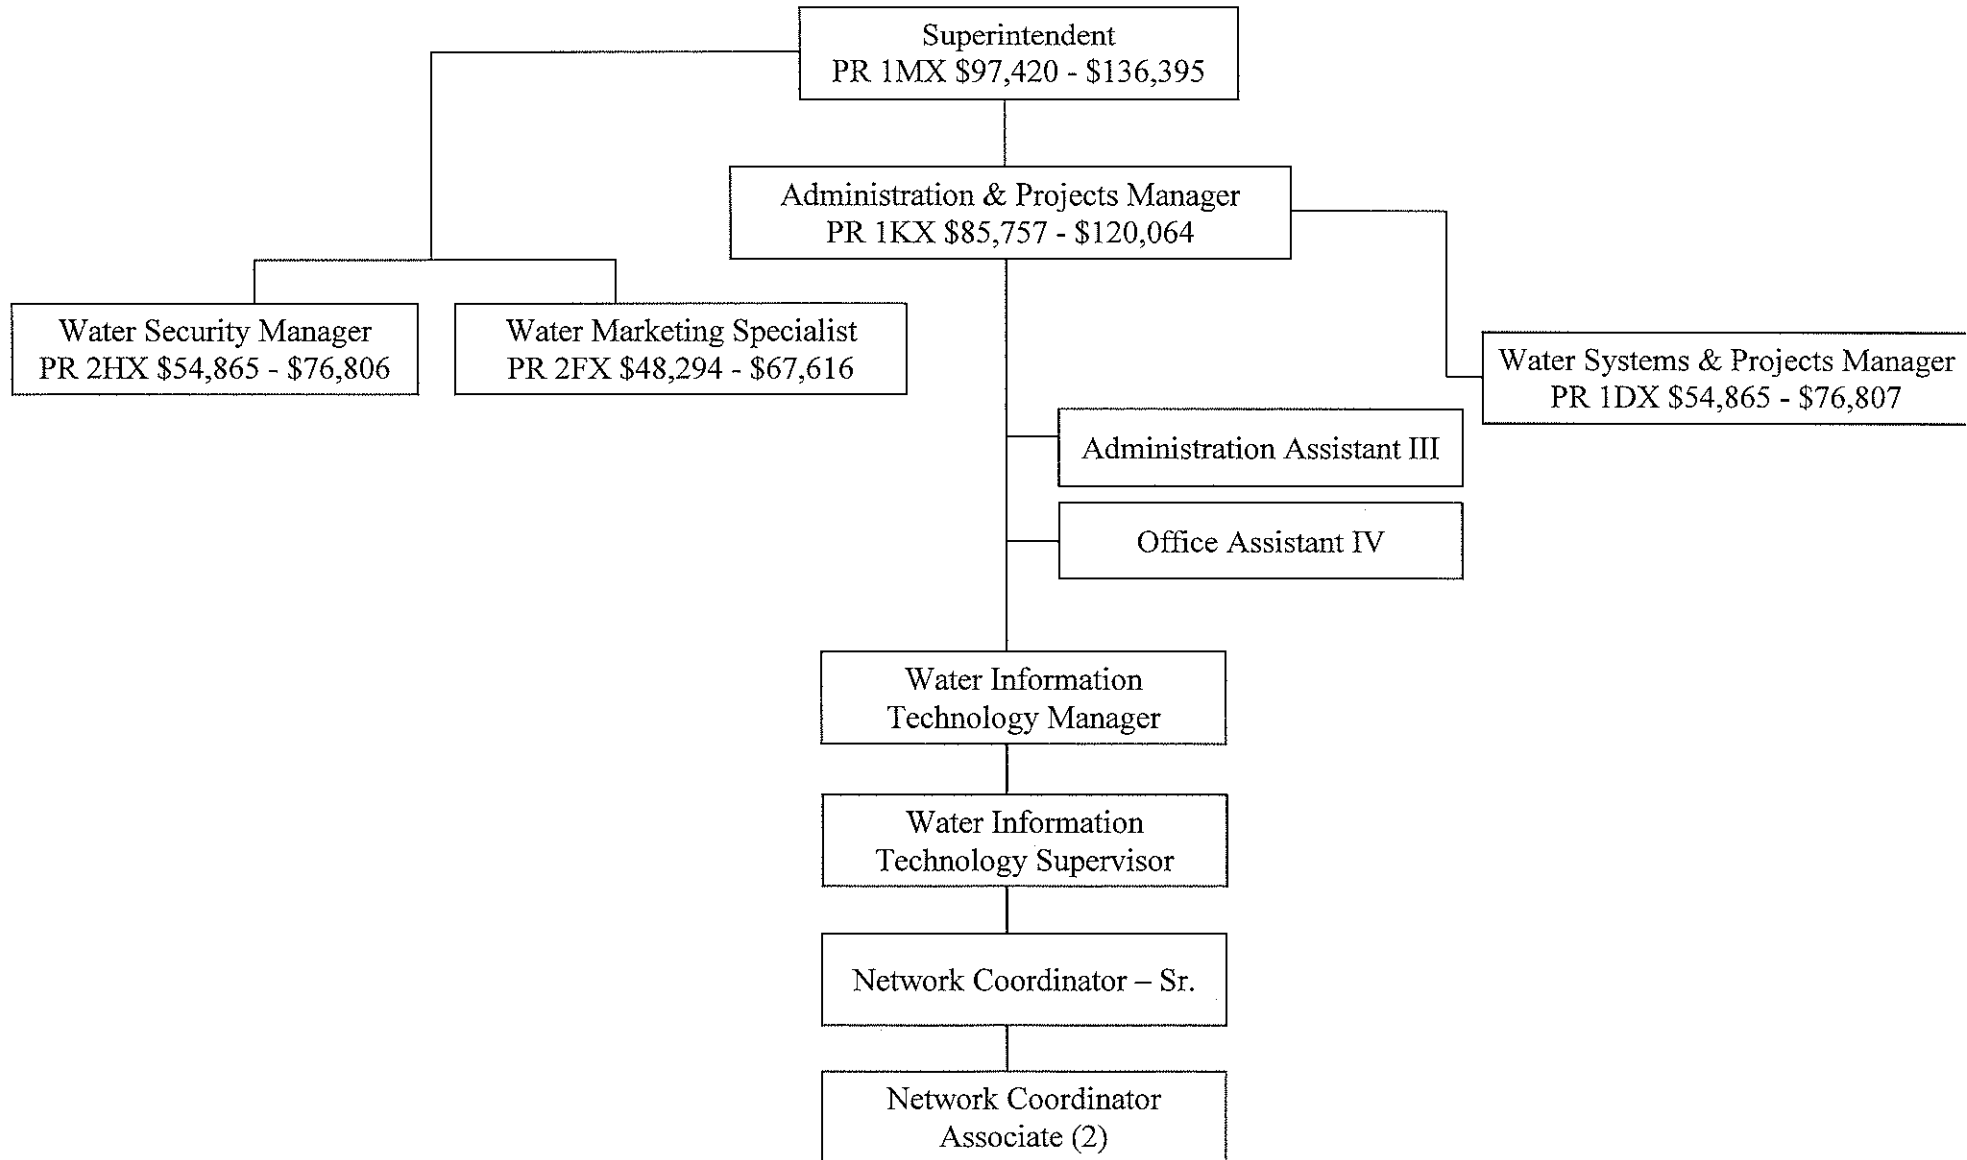 Superintendent
PR 1MX $97,420 - $136,395
Administration & Projects Manager
PR 1KX $85,757 - $120,064
Water Security Manager
PR 2HX $54,865 - $76,806
Water Marketing Specialist
PR 2FX $48,294 - $67,616
Water Systems & Projects Manager
PR 1DX $54,865 - $76,807
Administration Assistant III
Office Assistant IV
Water Information
Technology Manager
Water Information
Technology Supervisor
Network Coordinator – Sr.
Network Coordinator
Associate (2)